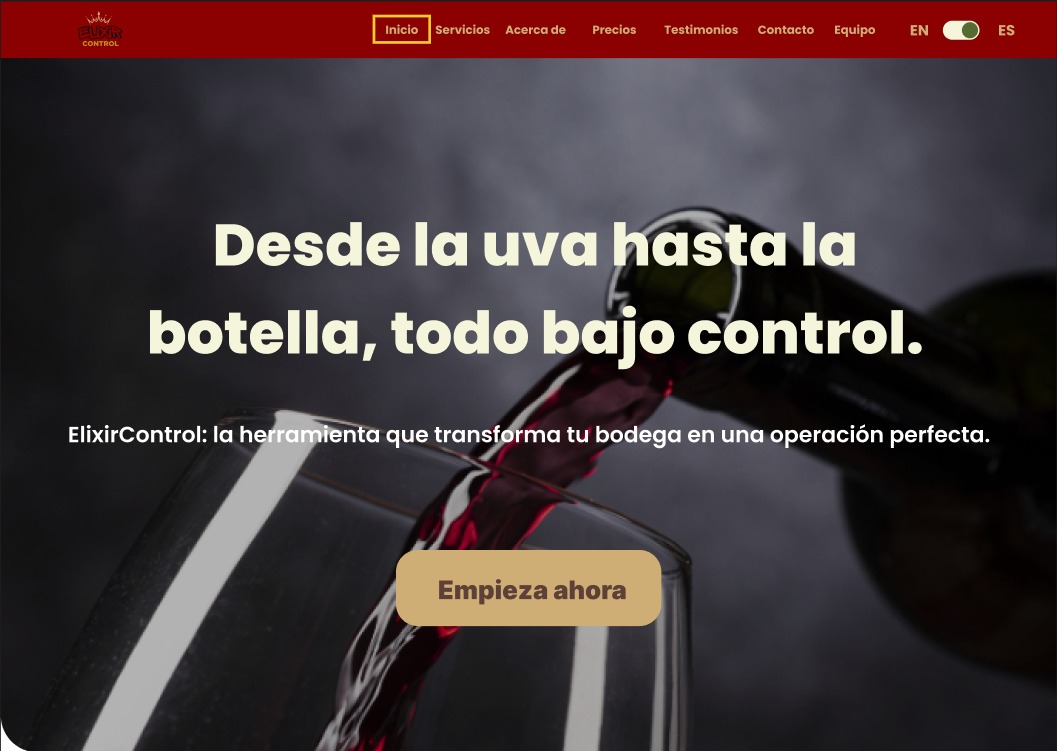 ELIXIR
CONTROL
Inicio Servicios Acerca de Precios Testimonios Contacto Equipo EN ES
Desde la uva hasta la
botella, todo bajo control.
ElixirControl: la herramienta que transforma tu bodega en una operación perfecta.
Empieza ahora